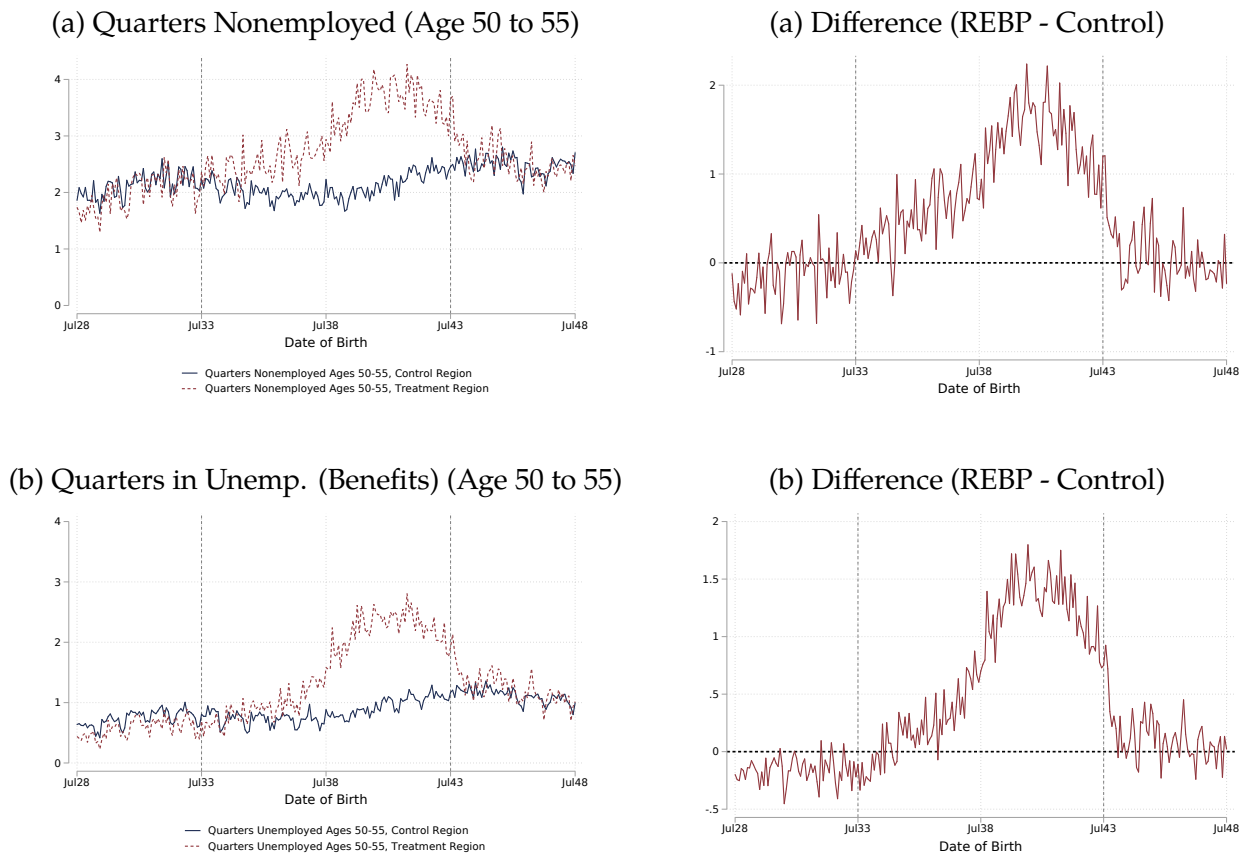 (a) Quarters Nonemployed (Age 50 to 55)
4
3
2
1
0
Jul28
Jul33
Jul38
Jul43
Jul48
Date of Birth
Quarters Nonemployed Ages 50-55, Control Region
Quarters Nonemployed Ages 50-55, Treatment Region
(a) Difference (REBP - Control)
2
1
0
-1
Jul28
Jul33
Jul38
Jul43
Jul48
Date of Birth
(b) Quarters in Unemp. (Benefits) (Age 50 to 55)
4
3
2
1
0
Jul28
Jul33
Jul38
Jul43
Jul48
Date of Birth
Quarters Unemployed Ages 50-55, Control Region
Quarters Unemployed Ages 50-55, Treatment Region
(b) Difference (REBP - Control)
2
1.5
1
.5
0
-.5
Jul28
Jul33
Jul38
Jul43
Jul48
Date of Birth